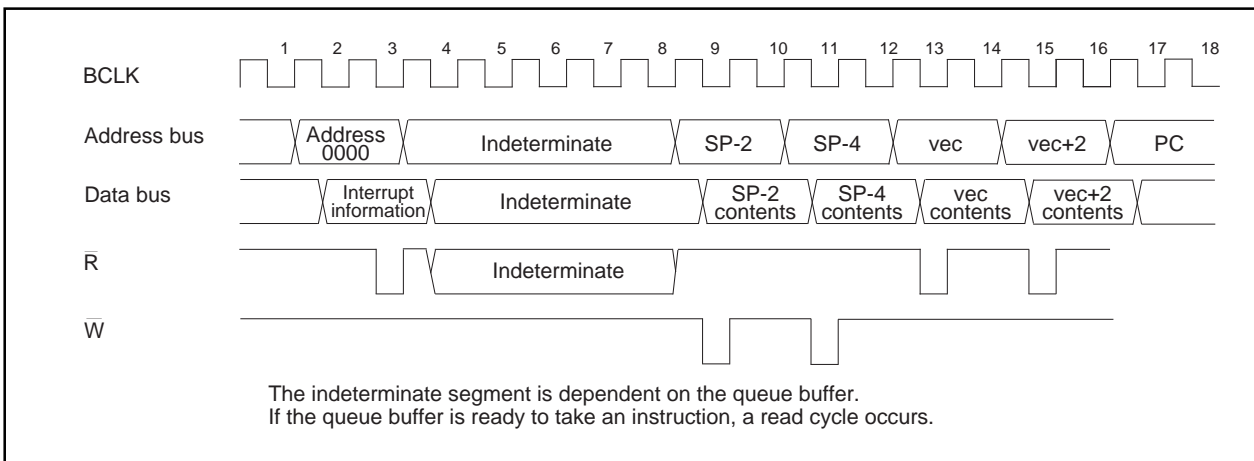 1 2 3 4 5 6 7 8 9 10 11 12 13 14 15 16 17 18
BCLK
Address bus
Address
0000
Indeterminate
SP-2
SP-4
vec
vec+2
PC
Data bus
Interrupt
information
Indeterminate
SP-2
contents
SP-4
contents
vec
contents
vec+2
contents
R
Indeterminate
W
The indeterminate segment is dependent on the queue buffer.
If the queue buffer is ready to take an instruction, a read cycle occurs.